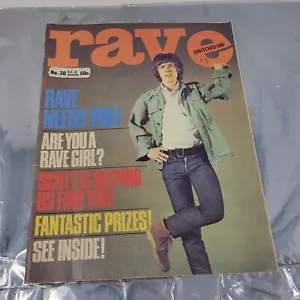 rave
SWITCHED-ON
No. 30
50c.
RAVE
NEEDS YOU!
ARE YOU A
RAVE GIRL?
SCOTT IS HELPING
US FIND YOU!
FANTASTIC PRIZES!
SEE INSIDE!